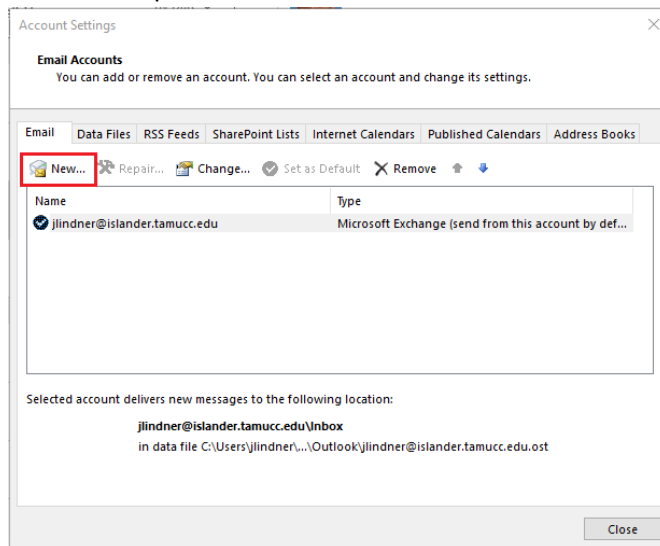 Account Settings
Email Accounts
You can add or remove an account. You can select an account and change its settings.
Email Data Files RSS Feeds SharePoint Lists Internet Calendars Published Calendars Address Books
New... Repair... Change... Set as Default Remove
Name Type
jlindner@islander.tamucc.edu Microsoft Exchange (send from this account by def...
Selected account delivers new messages to the following location:
jlindner@islander.tamucc.edu\Inbox
in data file C:\Users\jlindner\...\Outlook\jlindner@islander.tamucc.edu.ost
Close